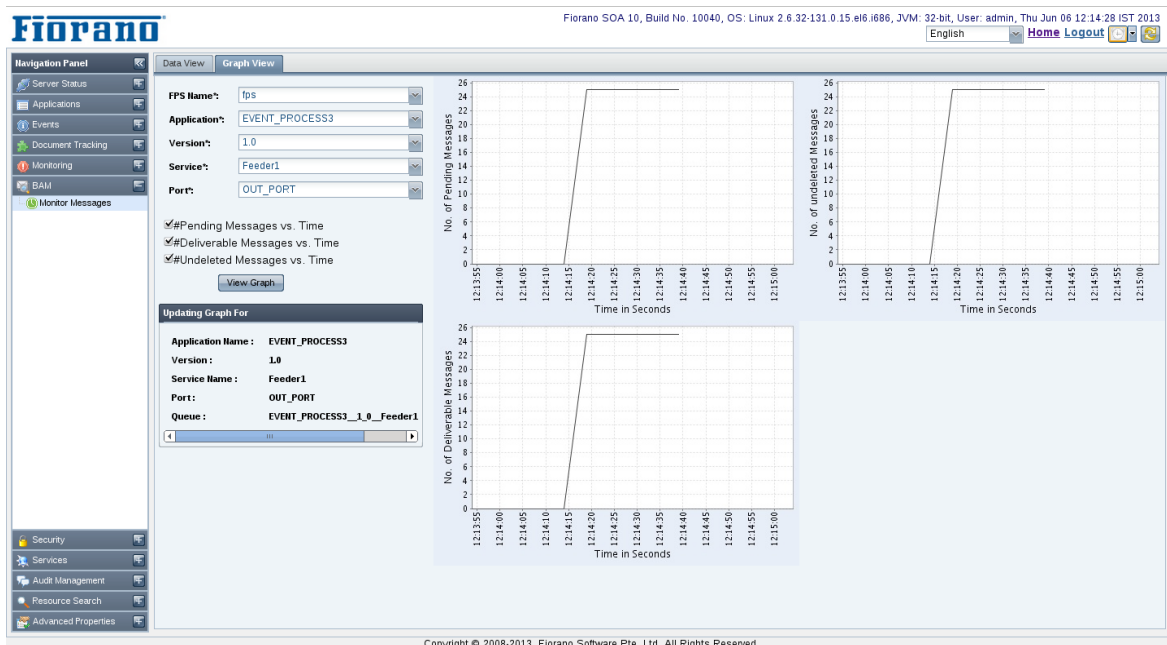 Fiorano
Fiorano SOA 10, Build No. 10040, OS: Linux 2.6.32-131.0.15.el6.i686, JVM: 32-bit, User: admin, Thu Jun 06 12:14:28 IST 2013
English Home Logout
Navigation Panel
Server Status
Applications
Events
Document Tracking
Monitoring
BAM
Monitor Messages
Security
Services
Audit Management
Resource Search
Advanced Properties
Data View Graph View
FPS Name*: fps
Application*: EVENT_PROCESS3
Version*: 1.0
Service*: Feeder1
Port*: OUT_PORT
#Pending Messages vs. Time
#Deliverable Messages vs. Time
#Undeleted Messages vs. Time
View Graph
Updating Graph For
Application Name : EVENT_PROCESS3
Version : 1.0
Service Name : Feeder1
Port : OUT_PORT
Queue : EVENT_PROCESS3__1_0__Feeder1
No. of Pending Messages
26
24
22
20
18
16
14
12
10
8
6
4
2
0
12:13:55 12:14:00 12:14:05 12:14:10 12:14:15 12:14:20 12:14:25 12:14:30 12:14:35 12:14:40 12:14:45 12:14:50 12:14:55 12:15:00
Time in Seconds
No. of undeleted Messages
26
24
22
20
18
16
14
12
10
8
6
4
2
0
12:13:55 12:14:00 12:14:05 12:14:10 12:14:15 12:14:20 12:14:25 12:14:30 12:14:35 12:14:40 12:14:45 12:14:50 12:14:55 12:15:00
Time in Seconds
No. of Deliverable Messages
26
24
22
20
18
16
14
12
10
8
6
4
2
0
12:13:55 12:14:00 12:14:05 12:14:10 12:14:15 12:14:20 12:14:25 12:14:30 12:14:35 12:14:40 12:14:45 12:14:50 12:14:55 12:15:00
Time in Seconds
Copyright © 2008-2013, Fiorano Software Pte. Ltd. All Rights Reserved